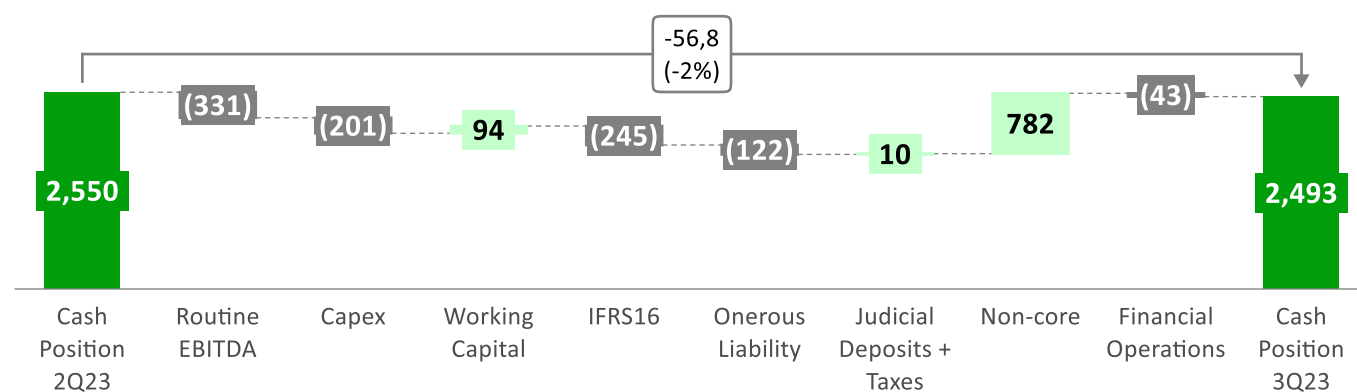 -56,8
(-2%)
2,550
(331)
(201)
94
(245)
(122)
10
782
(43)
2,493
Cash
Position
2Q23
Routine
EBITDA
Capex
Working
Capital
IFRS16
Onerous
Liability
Judicial
Deposits +
Taxes
Non-core
Financial
Operations
Cash
Position
3Q23